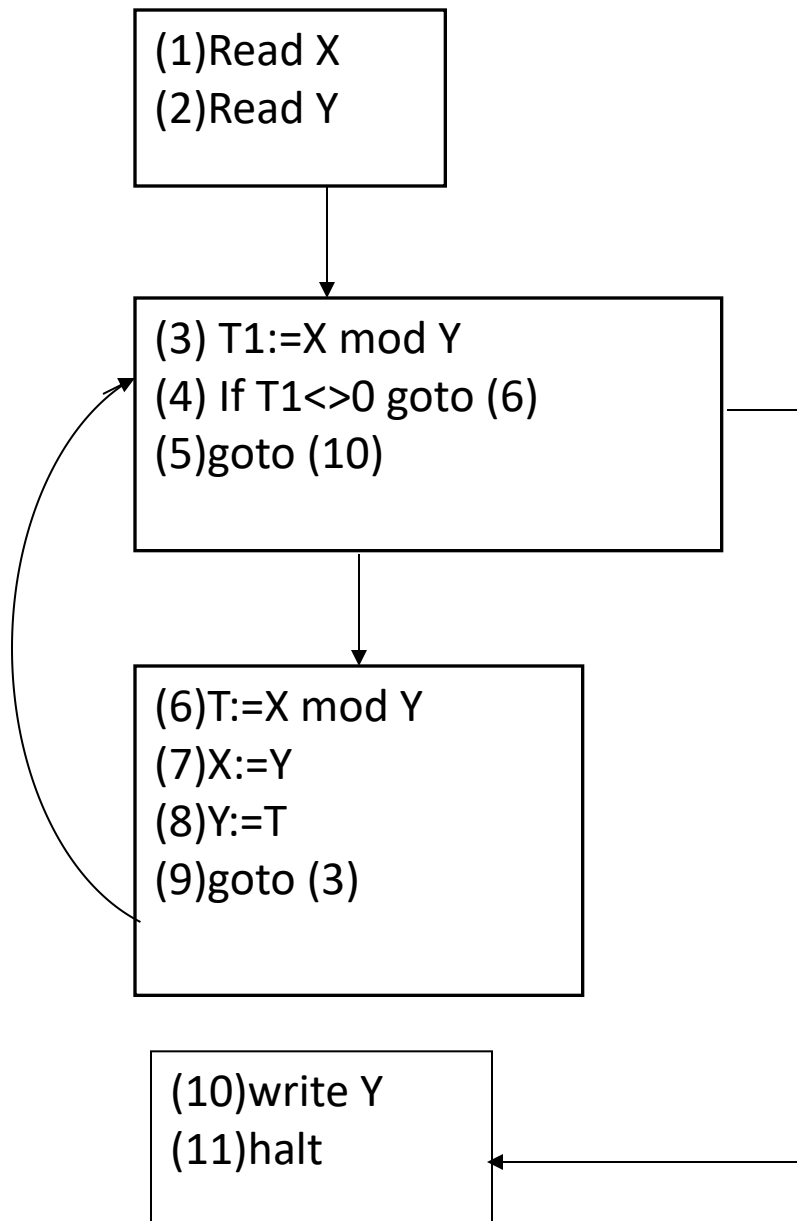 (1)Read X
(2)Read Y
(3) T1:=X mod Y
(4) If T1<>0 goto (6)
(5)goto (10)
(6)T:=X mod Y
(7)X:=Y
(8)Y:=T
(9)goto (3)
(10)write Y
(11)halt